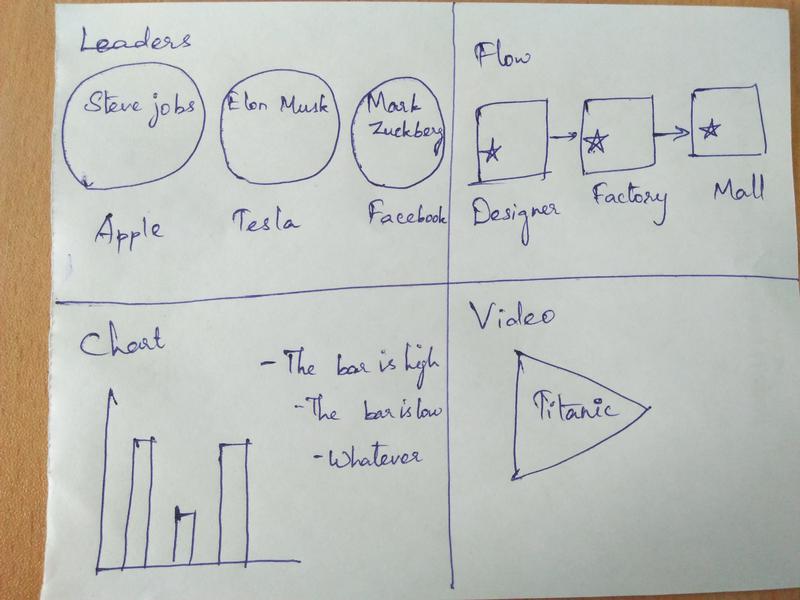 Leaders
Steve jobs
Elon Musk
Mark
Zuckberg
Apple
Tesla
Facebook
Flow
Designer
Factory
Mall
Chart
- The bar is high
- The bar is low
- Whatever
Video
Titanic